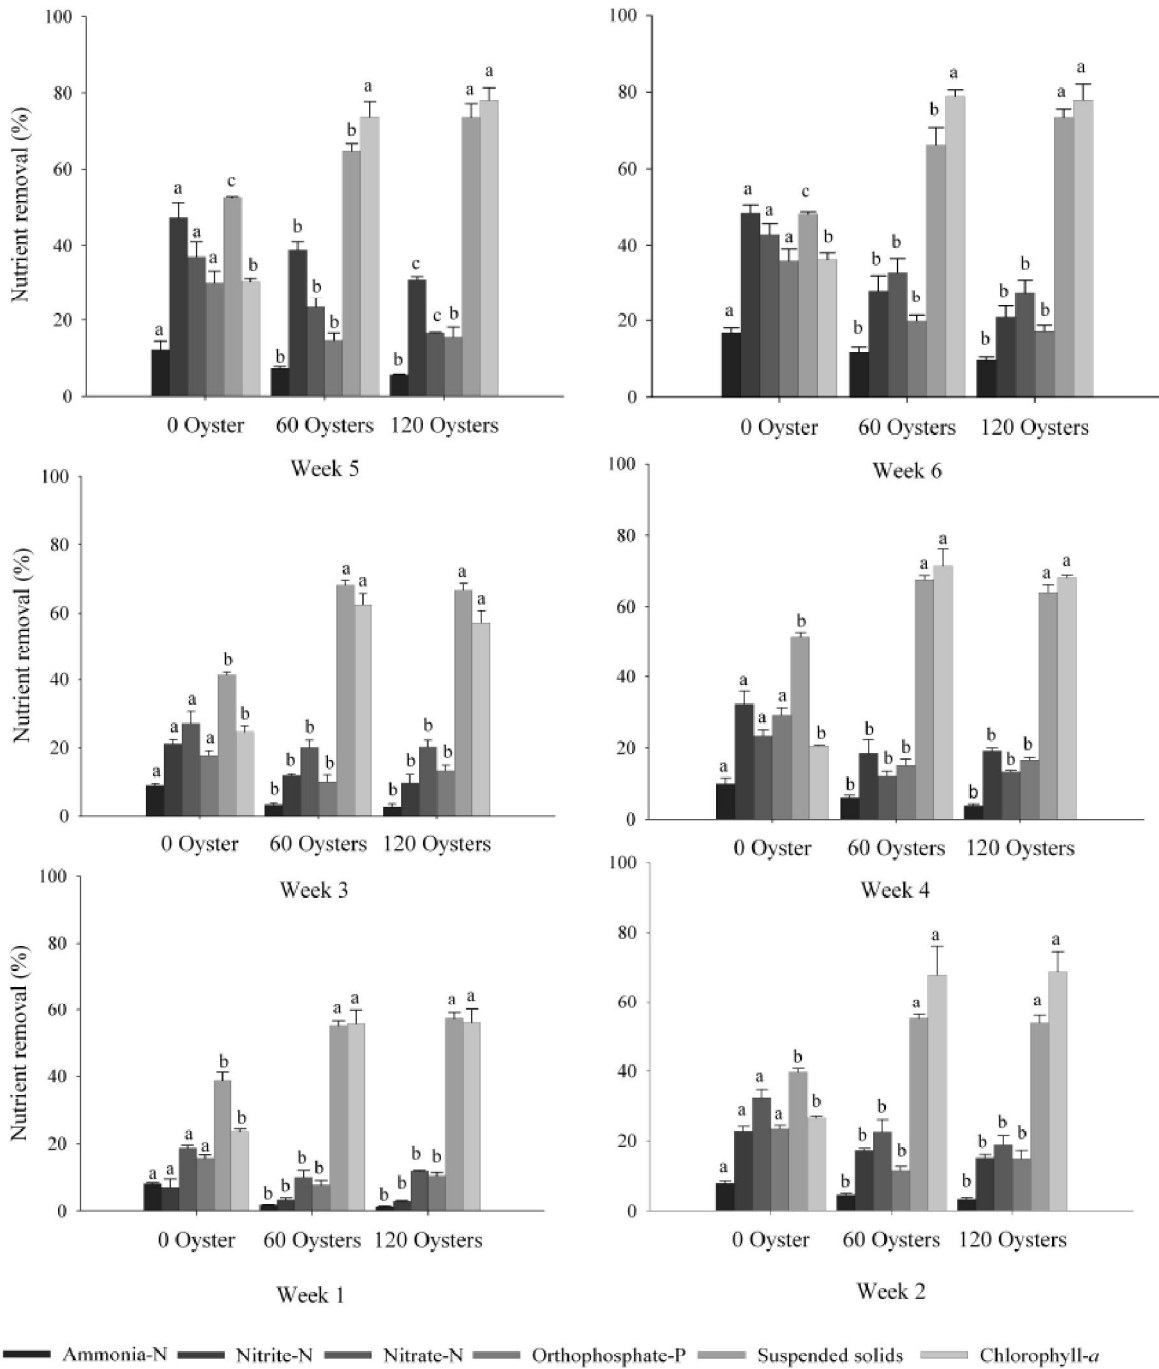 100
80
60
40
20
0
Nutrient removal (%)
a
a
a
a
c
b
b
b
b
b
b
a
b
c
c
b
a
a
0 Oyster
60 Oysters
120 Oysters
Week 5
100
80
60
40
20
0
a
a
a
a
c
b
b
b
b
b
b
a
b
b
b
b
a
a
0 Oyster
60 Oysters
120 Oysters
Week 6
100
80
60
40
20
0
Nutrient removal (%)
a
a
a
a
b
b
b
b
b
b
a
a
b
b
b
b
a
a
0 Oyster
60 Oysters
120 Oysters
Week 3
100
80
60
40
20
0
a
a
a
a
b
b
b
b
b
b
a
a
b
b
b
b
a
a
0 Oyster
60 Oysters
120 Oysters
Week 4
100
80
60
40
20
0
Nutrient removal (%)
a
a
a
a
b
b
b
b
b
b
a
a
b
b
b
b
a
a
0 Oyster
60 Oysters
120 Oysters
Week 1
100
80
60
40
20
0
a
a
a
a
b
b
b
b
b
b
a
a
b
b
b
b
a
a
0 Oyster
60 Oysters
120 Oysters
Week 2
Ammonia-N Nitrite-N Nitrate-N Orthophosphate-P Suspended solids Chlorophyll-a